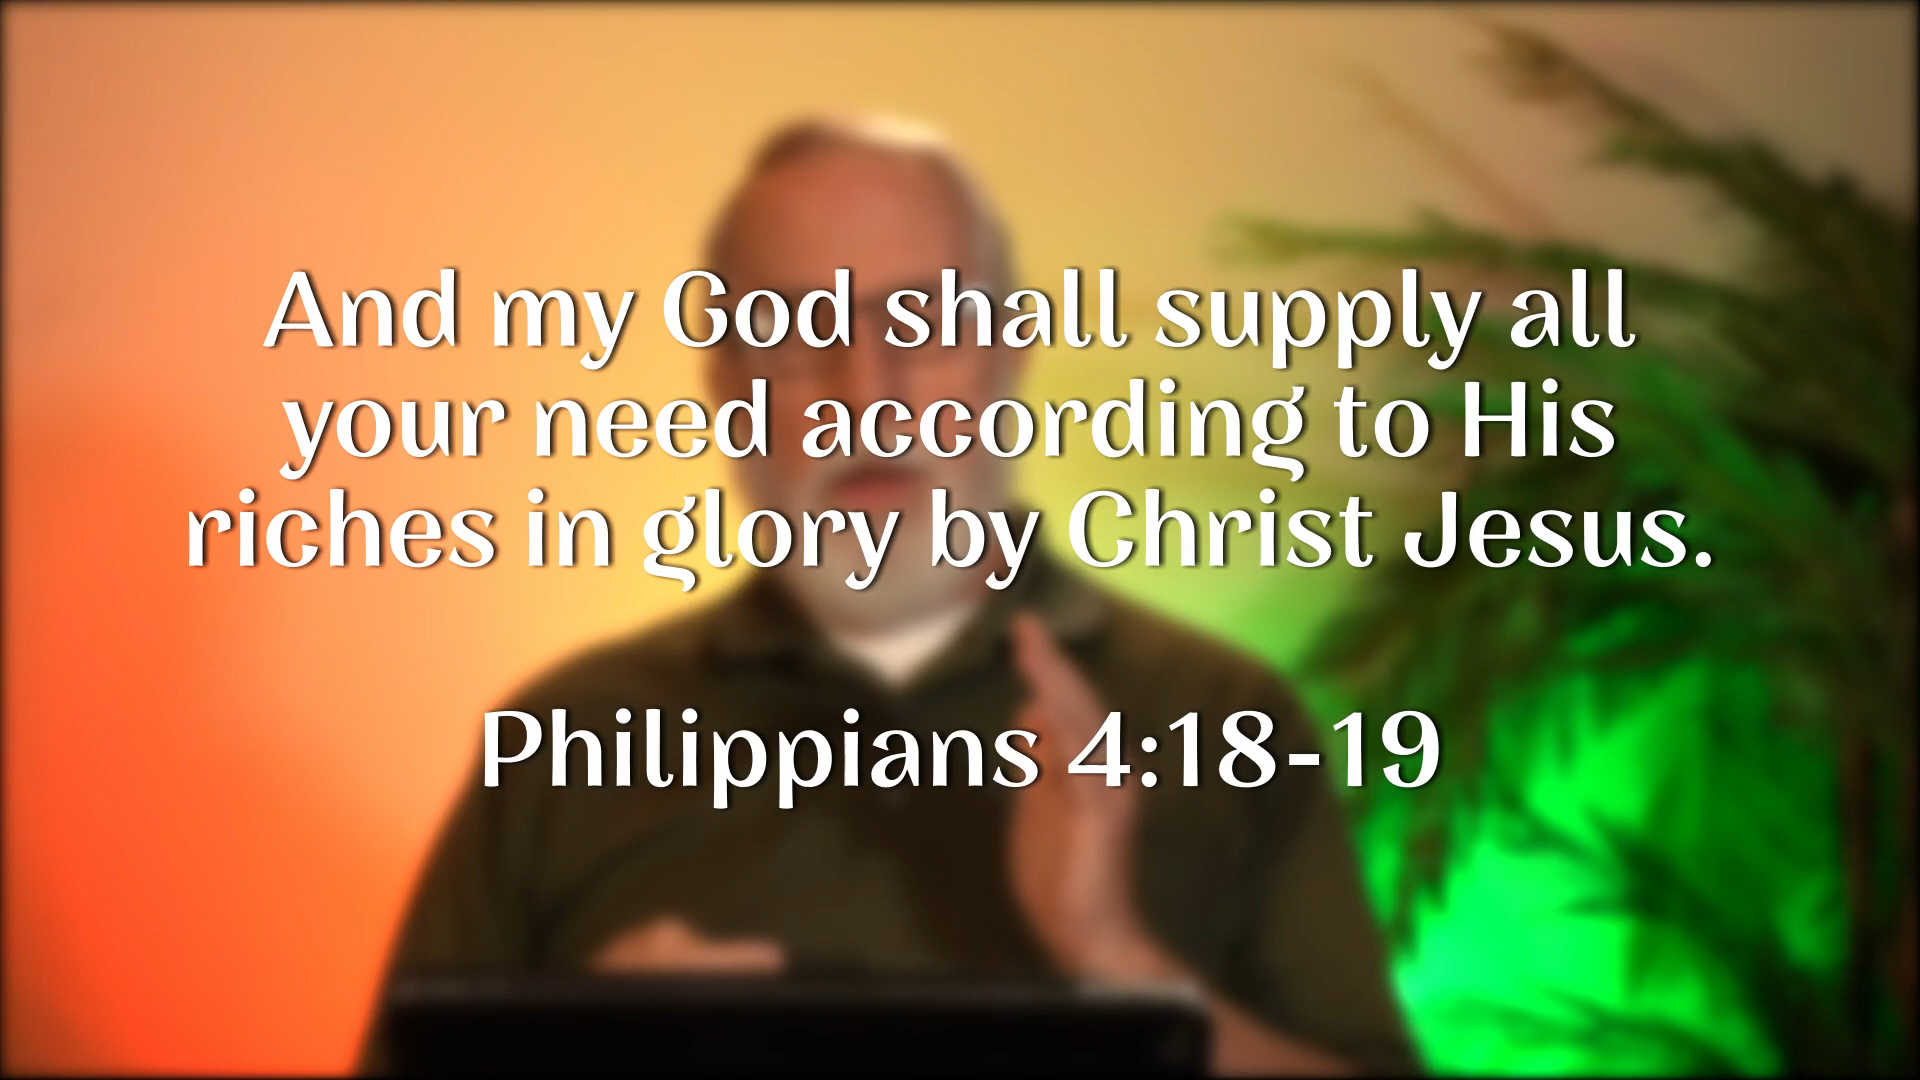 And my God shall supply all
your need according to His
riches in glory by Christ Jesus.
Philippians 4:18-19